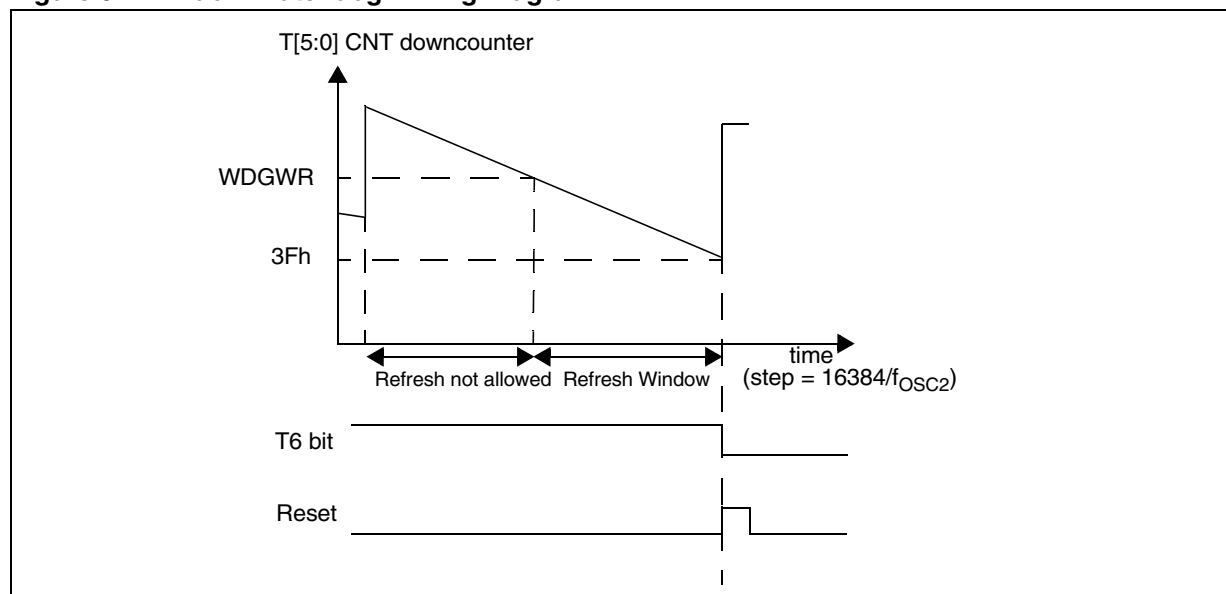 T[5:0] CNT downcounter
WDGWR
3Fh
time
Refresh not allowed Refresh Window (step = 16384/fOSC2)
T6 bit
Reset